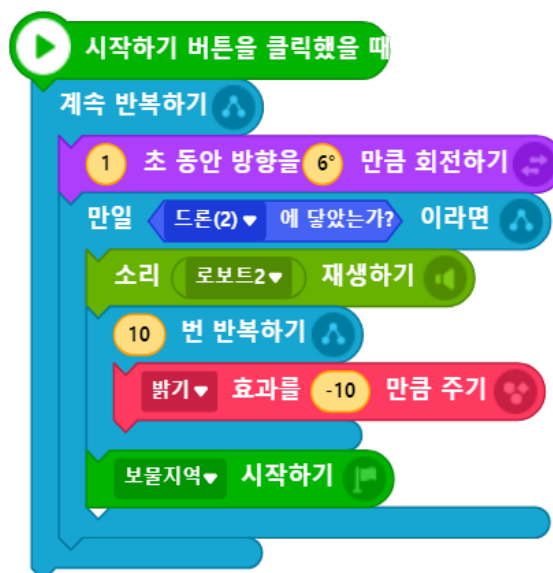 시작하기 버튼을 클릭했을 때
계속 반복하기
1 초 동안 방향을 6° 만큼 회전하기
만일 드론(2) 에 닿았는가? 이라면
소리 로보트2 재생하기
10 번 반복하기
밝기 효과를 -10 만큼 주기
보물지역 시작하기